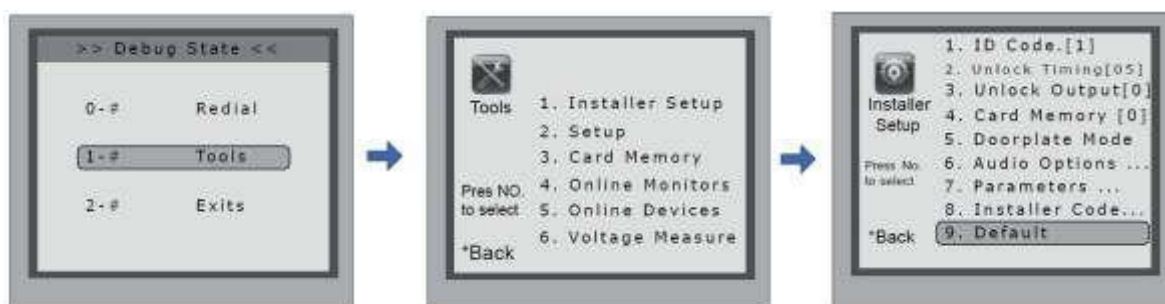 >> Debug State <<
0-# Redial
1-# Tools
2-# Exits
Tools
1. Installer Setup
2. Setup
3. Card Memory
4. Online Monitors
5. Online Devices
6. Voltage Measure
Pres NO.
to select
*Back
Installer
Setup
1. ID Code.[1]
2. Unlock Timing[05]
3. Unlock Output[0]
4. Card Memory [0]
5. Doorplate Mode
6. Audio Options ...
7. Parameters ...
8. Installer Code...
9. Default
Press No.
to select
*Back